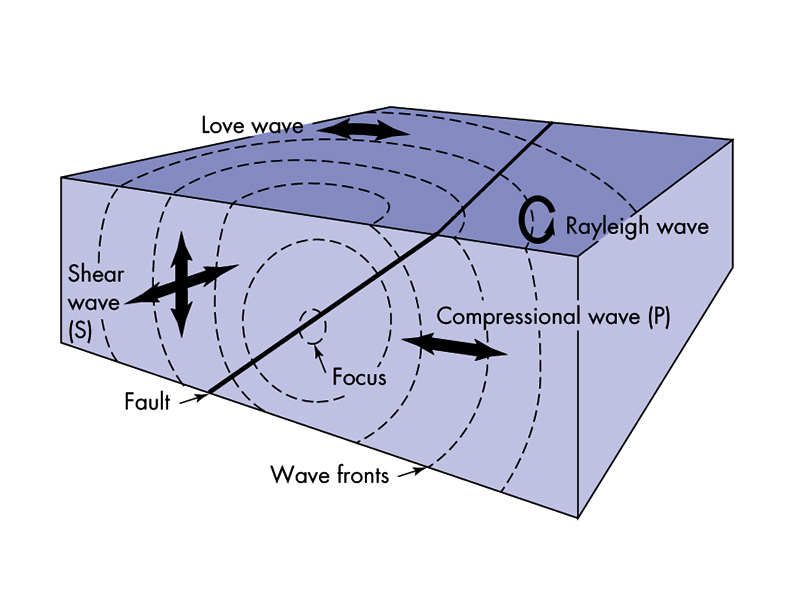 Love wave
Rayleigh wave
Shear
wave
(S)
Compressional wave (P)
Focus
Fault
Wave fronts